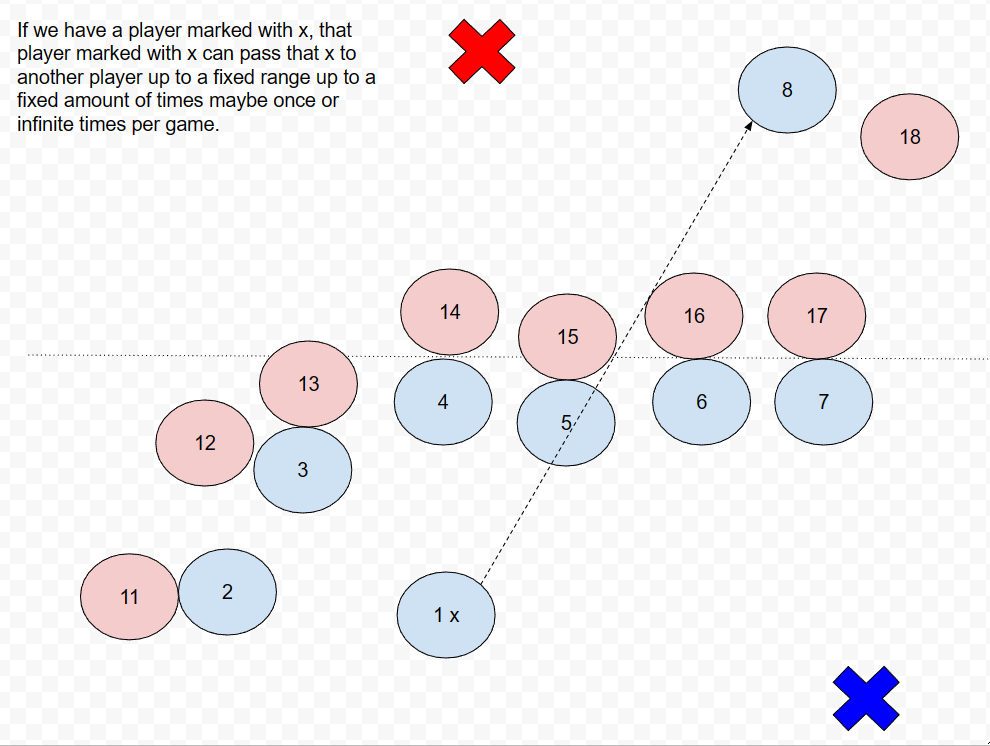 If we have a player marked with x, that
player marked with x can pass that x to
another player up to a fixed range up to a
fixed amount of times maybe once or
infinite times per game.
8
18
14
15
16
17
13
4
5
6
7
12
3
11
2
1 x